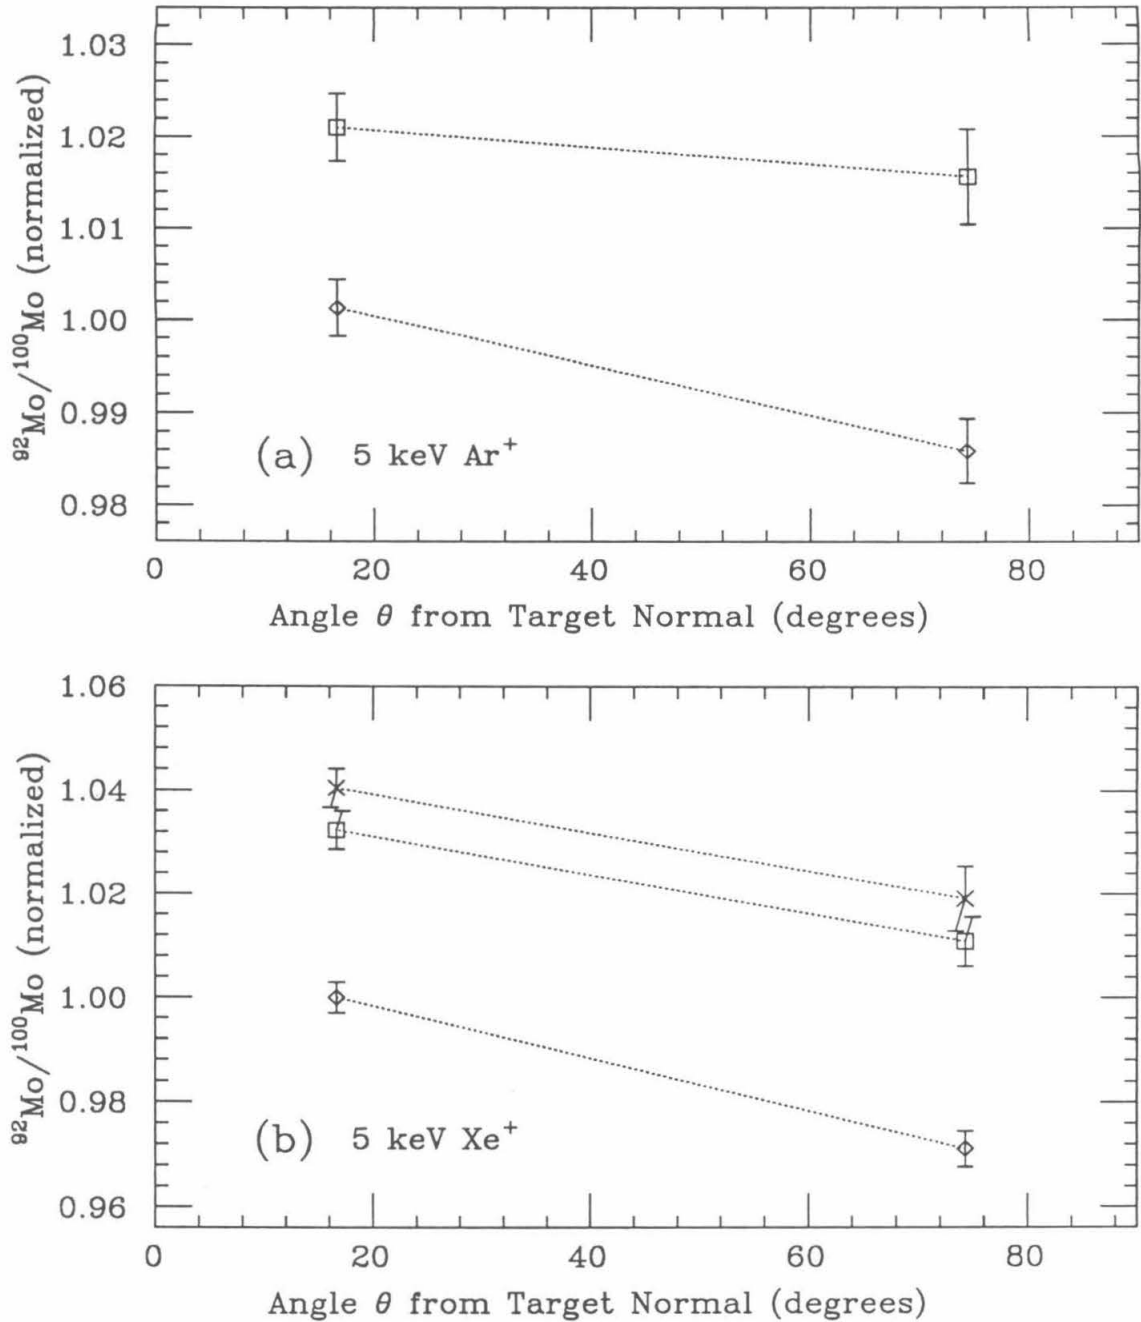 1.03
1.02
1.01
1.00
0.99
0.98
⁹²Mo/¹⁰⁰Mo (normalized)
(a) 5 keV Ar⁺
0 20 40 60 80
Angle θ from Target Normal (degrees)
1.06
1.04
1.02
1.00
0.98
0.96
⁹²Mo/¹⁰⁰Mo (normalized)
(b) 5 keV Xe⁺
0 20 40 60 80
Angle θ from Target Normal (degrees)